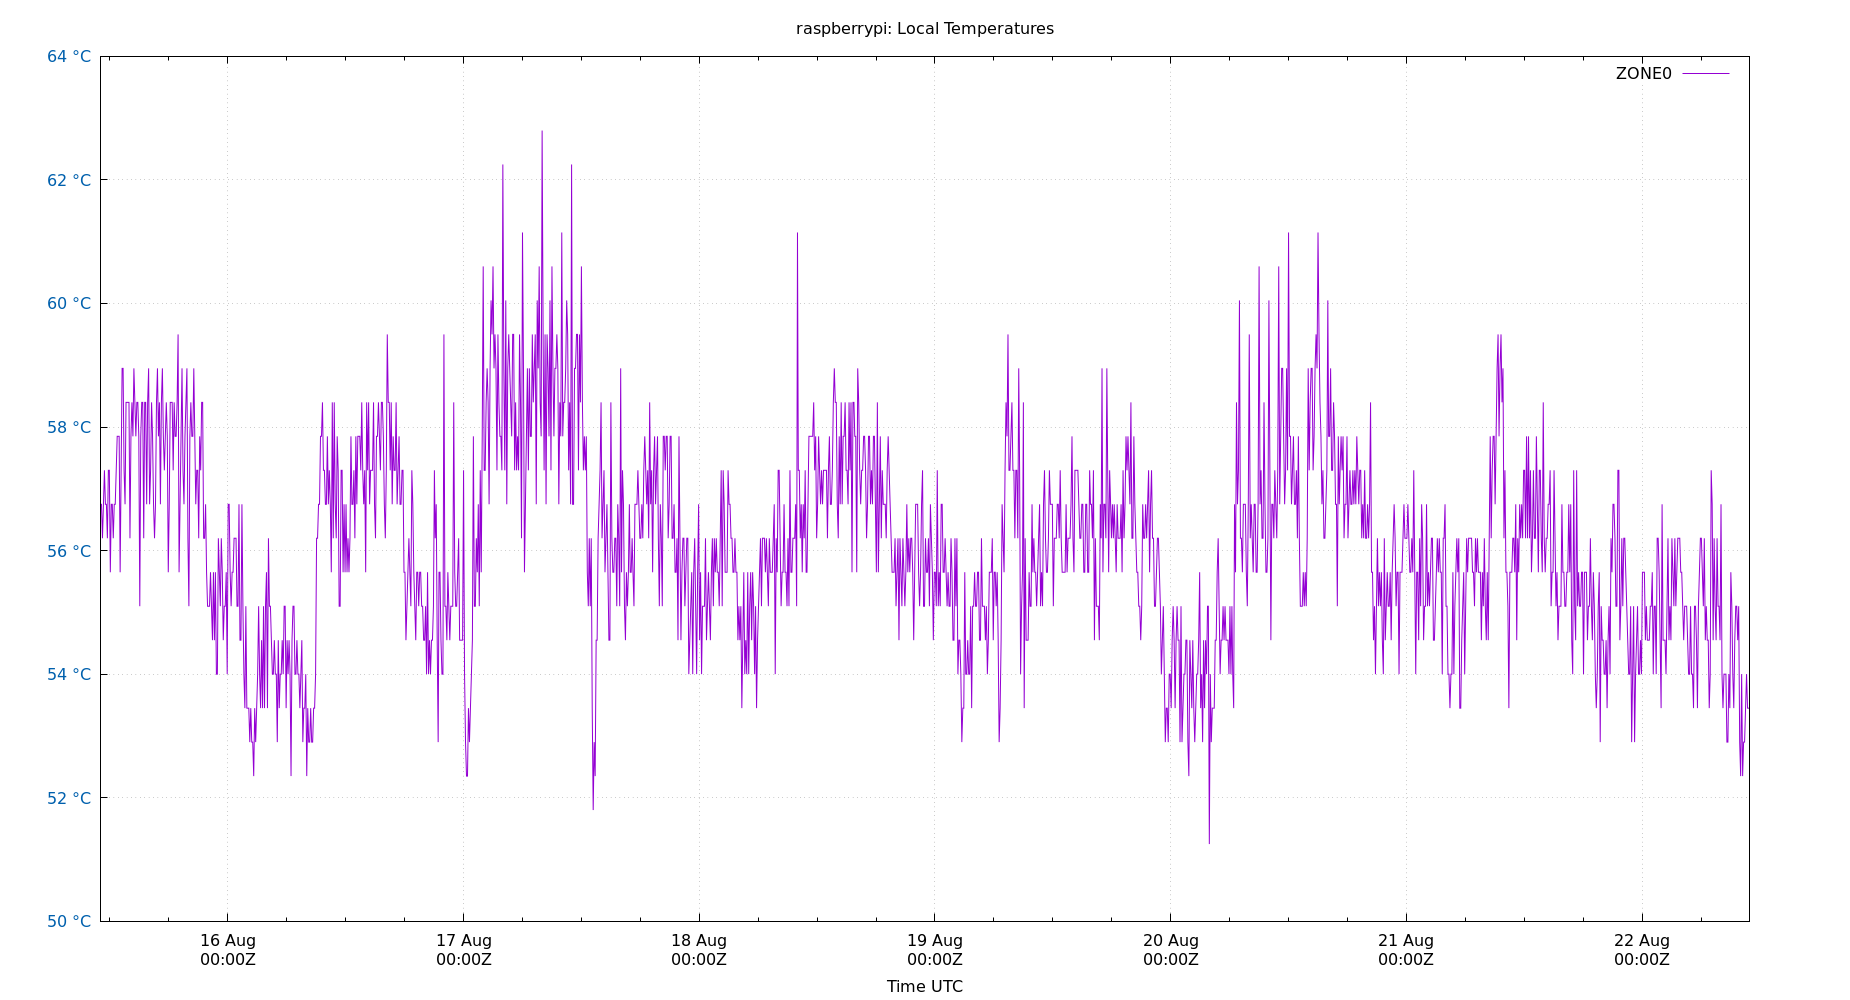 raspberrypi: Local Temperatures
ZONE0
64 °C
62 °C
60 °C
58 °C
56 °C
54 °C
52 °C
50 °C
16 Aug
00:00Z
17 Aug
00:00Z
18 Aug
00:00Z
19 Aug
00:00Z
20 Aug
00:00Z
21 Aug
00:00Z
22 Aug
00:00Z
Time UTC